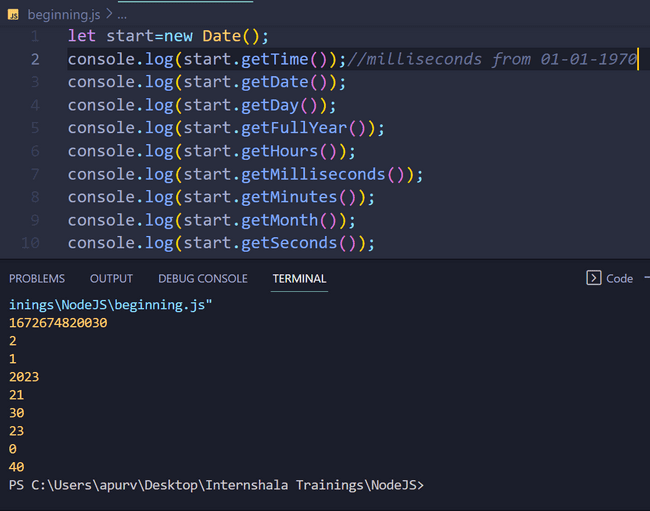 JS beginning.js > ...
1 let start=new Date();
2 console.log(start.getTime());//milliseconds from 01-01-1970
3 console.log(start.getDate());
4 console.log(start.getDay());
5 console.log(start.getFullYear());
6 console.log(start.getHours());
7 console.log(start.getMilliseconds());
8 console.log(start.getMinutes());
9 console.log(start.getMonth());
10 console.log(start.getSeconds());
PROBLEMS OUTPUT DEBUG CONSOLE TERMINAL Code
inings\NodeJS\beginning.js"
1672674820030
2
1
2023
21
30
23
0
40
PS C:\Users\apurv\Desktop\Internshala Trainings\NodeJS>